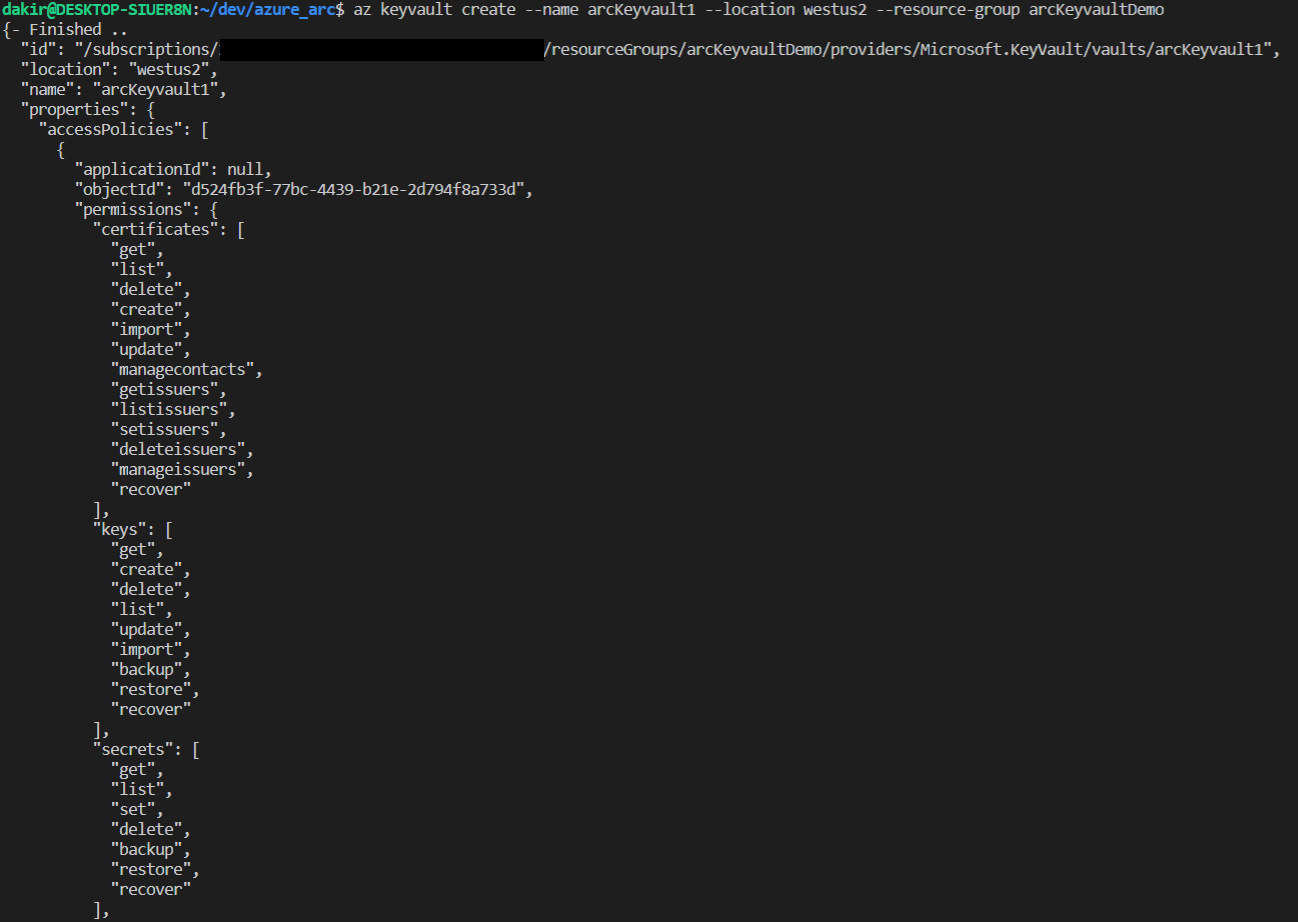 dakir@DESKTOP-SIUER8N:~/dev/azure_arc$ az keyvault create --name arcKeyvault1 --location westus2 --resource-group arcKeyvaultDemo
{- Finished ..
  "id": "/subscriptions/ /resourceGroups/arcKeyvaultDemo/providers/Microsoft.KeyVault/vaults/arcKeyvault1",
  "location": "westus2",
  "name": "arcKeyvault1",
  "properties": {
    "accessPolicies": [
      {
        "applicationId": null,
        "objectId": "d524fb3f-77bc-4439-b21e-2d794f8a733d",
        "permissions": {
          "certificates": [
            "get",
            "list",
            "delete",
            "create",
            "import",
            "update",
            "managecontacts",
            "getissuers",
            "listissuers",
            "setissuers",
            "deleteissuers",
            "manageissuers",
            "recover"
          ],
          "keys": [
            "get",
            "create",
            "delete",
            "list",
            "update",
            "import",
            "backup",
            "restore",
            "recover"
          ],
          "secrets": [
            "get",
            "list",
            "set",
            "delete",
            "backup",
            "restore",
            "recover"
          ],